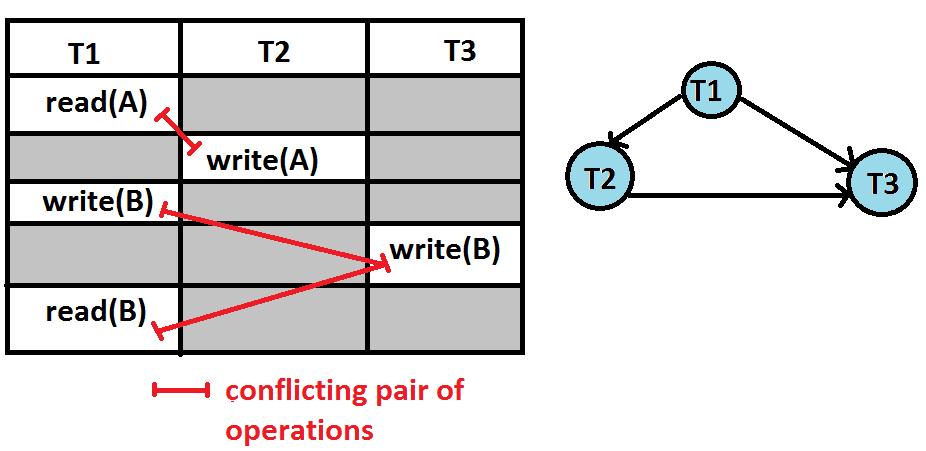 T1 T2 T3
read(A)
write(A)
write(B)
write(B)
read(B)
conflicting pair of
operations
T1
T2
T3